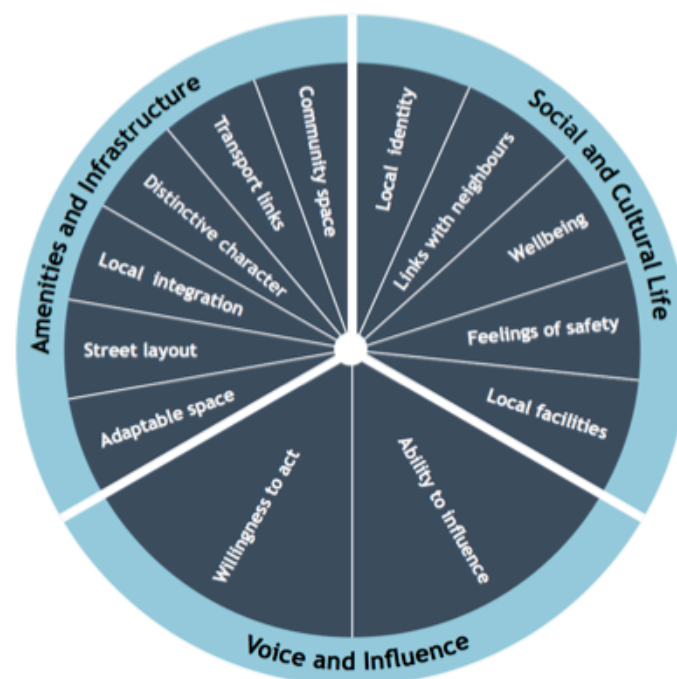 Amenities and Infrastructure
Community space
Transport links
Distinctive character
Local integration
Street layout
Adaptable space
Social and Cultural Life
Local identity
Links with neighbours
Wellbeing
Feelings of safety
Local facilities
Voice and Influence
Willingness to act
Ability to influence